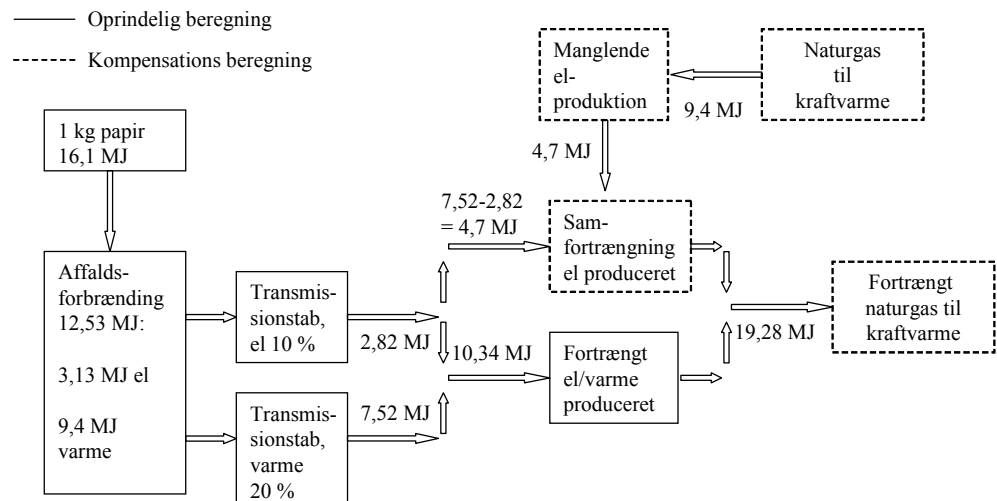 Oprindelig beregning
Kompensations beregning
Manglende
el-
produktion
Naturgas
til
kraftvarme
9,4 MJ
1 kg papir
16,1 MJ
4,7 MJ
7,52-2,82
= 4,7 MJ
Sam-
fortrængning
el produceret
Affalds-
forbrænding
12,53 MJ:
3,13 MJ el
9,4 MJ
varme
Transmis-
sionstab,
el 10 %
2,82 MJ
10,34 MJ
Fortrængt
el/varme
produceret
19,28 MJ
Fortrængt
naturgas til
kraftvarme
Transmis-
sionstab,
varme
20 %
7,52 MJ